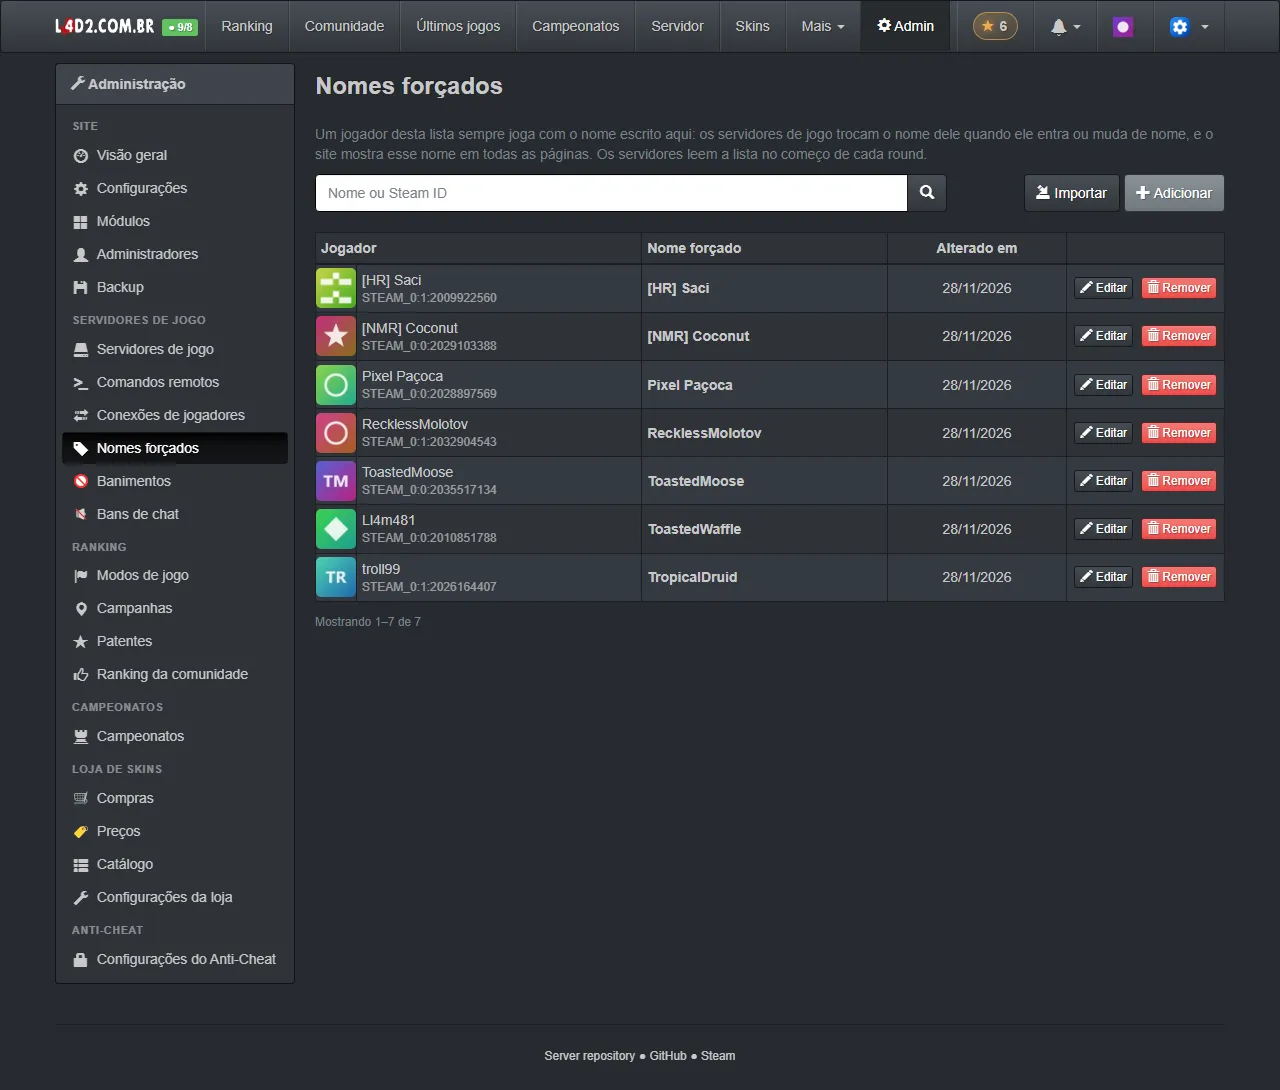 L4D2.COM.BR
● 9/8
Ranking
Comunidade
Últimos jogos
Campeonatos
Servidor
Skins
Mais
Admin
★ 6
Administração
SITE
Visão geral
Configurações
Módulos
Administradores
Backup
SERVIDORES DE JOGO
Servidores de jogo
Comandos remotos
Conexões de jogadores
Nomes forçados
Banimentos
Bans de chat
RANKING
Modos de jogo
Campanhas
Patentes
Ranking da comunidade
CAMPEONATOS
Campeonatos
LOJA DE SKINS
Compras
Preços
Catálogo
Configurações da loja
ANTI-CHEAT
Configurações do Anti-Cheat
Nomes forçados
Um jogador desta lista sempre joga com o nome escrito aqui: os servidores de jogo trocam o nome dele quando ele entra ou muda de nome, e o
site mostra esse nome em todas as páginas. Os servidores leem a lista no começo de cada round.
Nome ou Steam ID
Importar
Adicionar
Jogador Nome forçado Alterado em
[HR] Saci
STEAM_0:1:2009922560
[HR] Saci
28/11/2026
Editar Remover
[NMR] Coconut
STEAM_0:0:2029103388
[NMR] Coconut
28/11/2026
Editar Remover
Pixel Paçoca
STEAM_0:0:2028897569
Pixel Paçoca
28/11/2026
Editar Remover
RecklessMolotov
STEAM_0:1:2032904543
RecklessMolotov
28/11/2026
Editar Remover
TM
ToastedMoose
STEAM_0:0:2035517134
ToastedMoose
28/11/2026
Editar Remover
Ll4m481
STEAM_0:0:2010851788
ToastedWaffle
28/11/2026
Editar Remover
TR
troll99
STEAM_0:1:2026164407
TropicalDruid
28/11/2026
Editar Remover
Mostrando 1–7 de 7
Server repository ● GitHub ● Steam